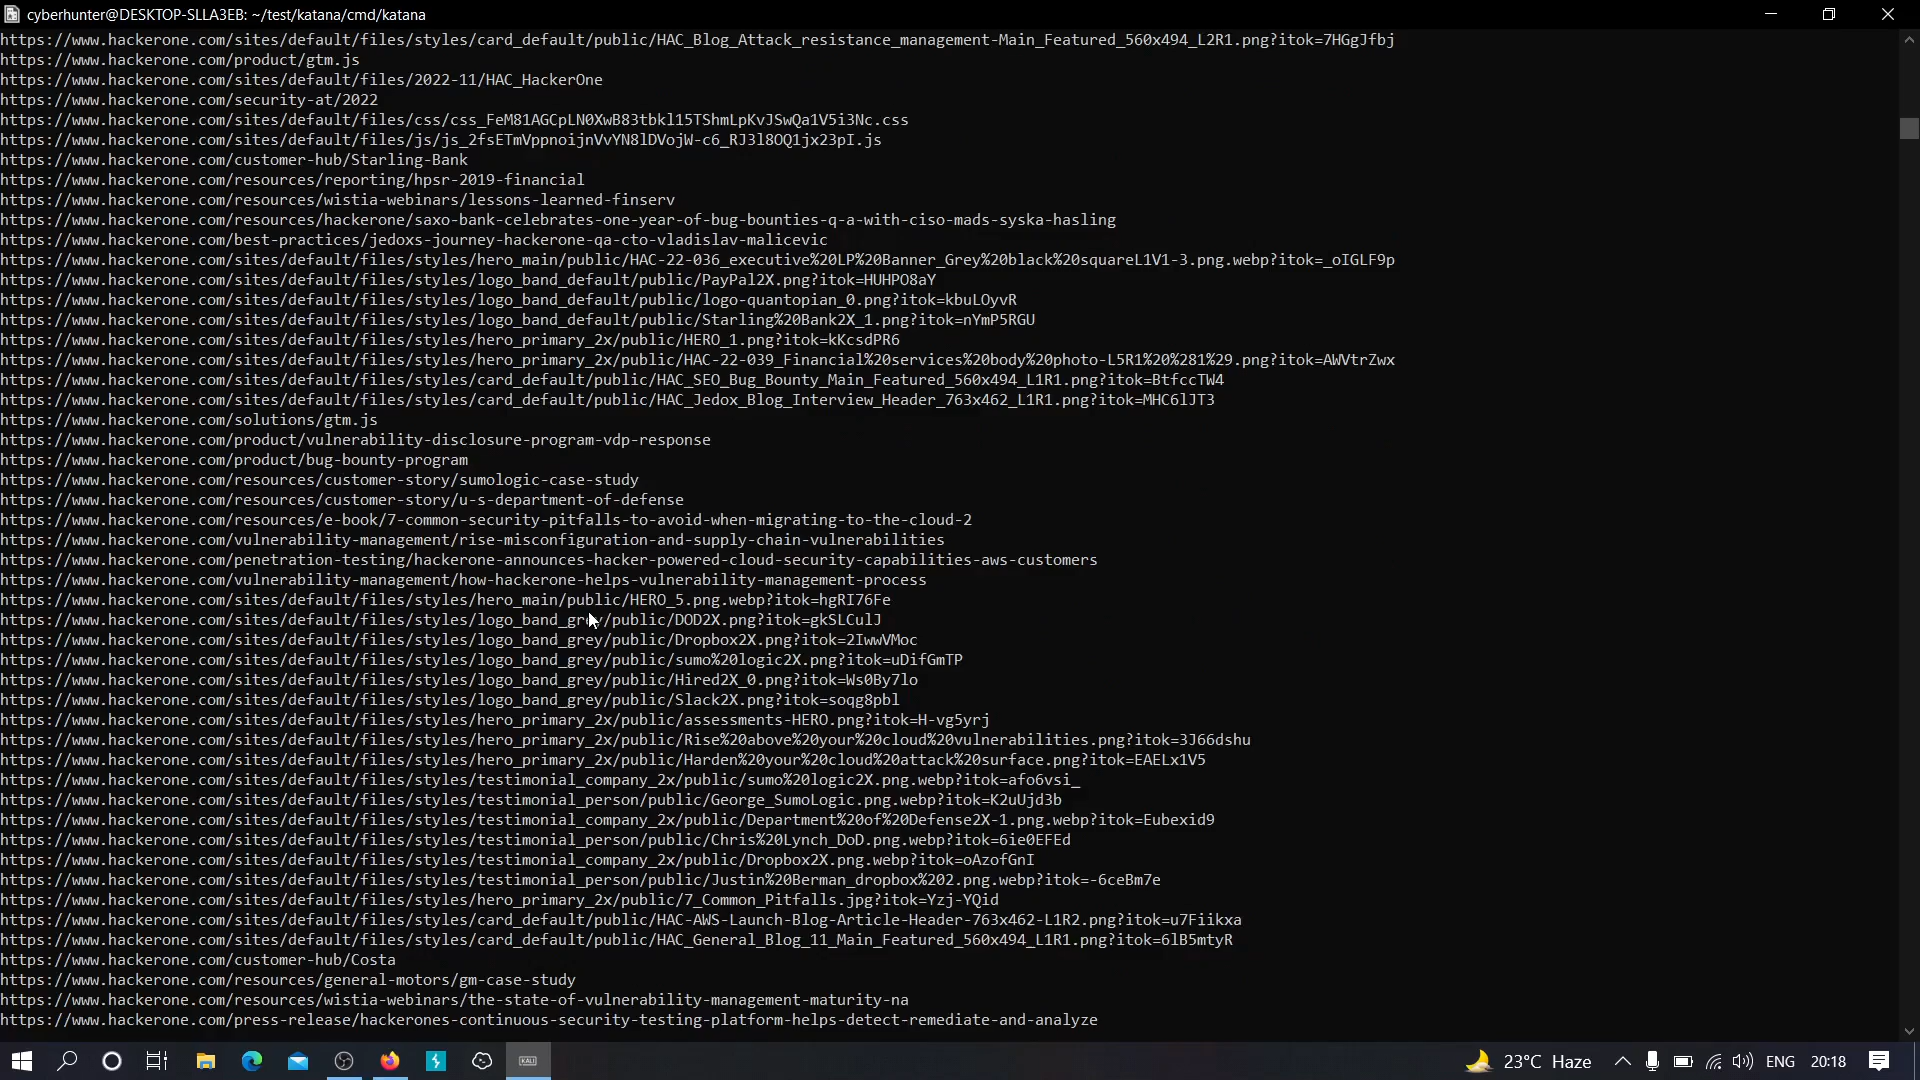 cyberhunter@DESKTOP-SLLA3EB: ~/test/katana/cmd/katana
https://www.hackerone.com/sites/default/files/styles/card_default/public/HAC_Blog_Attack_resistance_management-Main_Featured_560x494_L2R1.png?itok=7HGgJfbj
https://www.hackerone.com/product/gtm.js
https://www.hackerone.com/sites/default/files/2022-11/HAC_HackerOne
https://www.hackerone.com/security-at/2022
https://www.hackerone.com/sites/default/files/css/css_FeM81AGCpLN0XwB83tbkl15TShmLpKvJSwQa1V5i3Nc.css
https://www.hackerone.com/sites/default/files/js/js_2fsETmVppnoijnVvYN8lDVojW-c6_RJ3l8OQ1jx23pI.js
https://www.hackerone.com/customer-hub/Starling-Bank
https://www.hackerone.com/resources/reporting/hpsr-2019-financial
https://www.hackerone.com/resources/wistia-webinars/lessons-learned-finserv
https://www.hackerone.com/resources/hackerone/saxo-bank-celebrates-one-year-of-bug-bounties-q-a-with-ciso-mads-syska-hasling
https://www.hackerone.com/best-practices/jedoxs-journey-hackerone-qa-cto-vladislav-malicevic
https://www.hackerone.com/sites/default/files/styles/hero_main/public/HAC-22-036_executive%20LP%20Banner_Grey%20black%20squareL1V1-3.png.webp?itok=_oIGLF9p
https://www.hackerone.com/sites/default/files/styles/logo_band_default/public/PayPal2X.png?itok=HUHPO8aY
https://www.hackerone.com/sites/default/files/styles/logo_band_default/public/logo-quantopian_0.png?itok=kbuLOyvR
https://www.hackerone.com/sites/default/files/styles/logo_band_default/public/Starling%20Bank2X_1.png?itok=nYmP5RGU
https://www.hackerone.com/sites/default/files/styles/hero_primary_2x/public/HERO_1.png?itok=kKcsdPR6
https://www.hackerone.com/sites/default/files/styles/hero_primary_2x/public/HAC-22-039_Financial%20services%20body%20photo-L5R1%20%281%29.png?itok=AWVtrZwx
https://www.hackerone.com/sites/default/files/styles/card_default/public/HAC_SEO_Bug_Bounty_Main_Featured_560x494_L1R1.png?itok=BtfccTW4
https://www.hackerone.com/sites/default/files/styles/card_default/public/HAC_Jedox_Blog_Interview_Header_763x462_L1R1.png?itok=MHC6lJT3
https://www.hackerone.com/solutions/gtm.js
https://www.hackerone.com/product/vulnerability-disclosure-program-vdp-response
https://www.hackerone.com/product/bug-bounty-program
https://www.hackerone.com/resources/customer-story/sumologic-case-study
https://www.hackerone.com/resources/customer-story/u-s-department-of-defense
https://www.hackerone.com/resources/e-book/7-common-security-pitfalls-to-avoid-when-migrating-to-the-cloud-2
https://www.hackerone.com/vulnerability-management/rise-misconfiguration-and-supply-chain-vulnerabilities
https://www.hackerone.com/penetration-testing/hackerone-announces-hacker-powered-cloud-security-capabilities-aws-customers
https://www.hackerone.com/vulnerability-management/how-hackerone-helps-vulnerability-management-process
https://www.hackerone.com/sites/default/files/styles/hero_main/public/HERO_5.png.webp?itok=hgRI76Fe
https://www.hackerone.com/sites/default/files/styles/logo_band_grey/public/DOD2X.png?itok=gkSLCulJ
https://www.hackerone.com/sites/default/files/styles/logo_band_grey/public/Dropbox2X.png?itok=2IwwVMoc
https://www.hackerone.com/sites/default/files/styles/logo_band_grey/public/sumo%20logic2X.png?itok=uDifGmTP
https://www.hackerone.com/sites/default/files/styles/logo_band_grey/public/Hired2X_0.png?itok=Ws0By7lo
https://www.hackerone.com/sites/default/files/styles/logo_band_grey/public/Slack2X.png?itok=soqg8pbl
https://www.hackerone.com/sites/default/files/styles/hero_primary_2x/public/assessments-HERO.png?itok=H-vg5yrj
https://www.hackerone.com/sites/default/files/styles/hero_primary_2x/public/Rise%20above%20your%20cloud%20vulnerabilities.png?itok=3J66dshu
https://www.hackerone.com/sites/default/files/styles/hero_primary_2x/public/Harden%20your%20cloud%20attack%20surface.png?itok=EAELx1V5
https://www.hackerone.com/sites/default/files/styles/testimonial_company_2x/public/sumo%20logic2X.png.webp?itok=afo6vsi_
https://www.hackerone.com/sites/default/files/styles/testimonial_person/public/George_SumoLogic.png.webp?itok=K2uUjd3b
https://www.hackerone.com/sites/default/files/styles/testimonial_company_2x/public/Department%20of%20Defense2X-1.png.webp?itok=Eubexid9
https://www.hackerone.com/sites/default/files/styles/testimonial_person/public/Chris%20Lynch_DoD.png.webp?itok=6ie0EFEd
https://www.hackerone.com/sites/default/files/styles/testimonial_company_2x/public/Dropbox2X.png.webp?itok=oAzofGnI
https://www.hackerone.com/sites/default/files/styles/testimonial_person/public/Justin%20Berman_dropbox%202.png.webp?itok=-6ceBm7e
https://www.hackerone.com/sites/default/files/styles/hero_primary_2x/public/7_Common_Pitfalls.jpg?itok=Yzj-YQid
https://www.hackerone.com/sites/default/files/styles/card_default/public/HAC-AWS-Launch-Blog-Article-Header-763x462-L1R2.png?itok=u7Fiikxa
https://www.hackerone.com/sites/default/files/styles/card_default/public/HAC_General_Blog_11_Main_Featured_560x494_L1R1.png?itok=6lB5mtyR
https://www.hackerone.com/customer-hub/Costa
https://www.hackerone.com/resources/general-motors/gm-case-study
https://www.hackerone.com/resources/wistia-webinars/the-state-of-vulnerability-management-maturity-na
https://www.hackerone.com/press-release/hackerones-continuous-security-testing-platform-helps-detect-remediate-and-analyze
KALI
23°C Haze
ENG
20:18